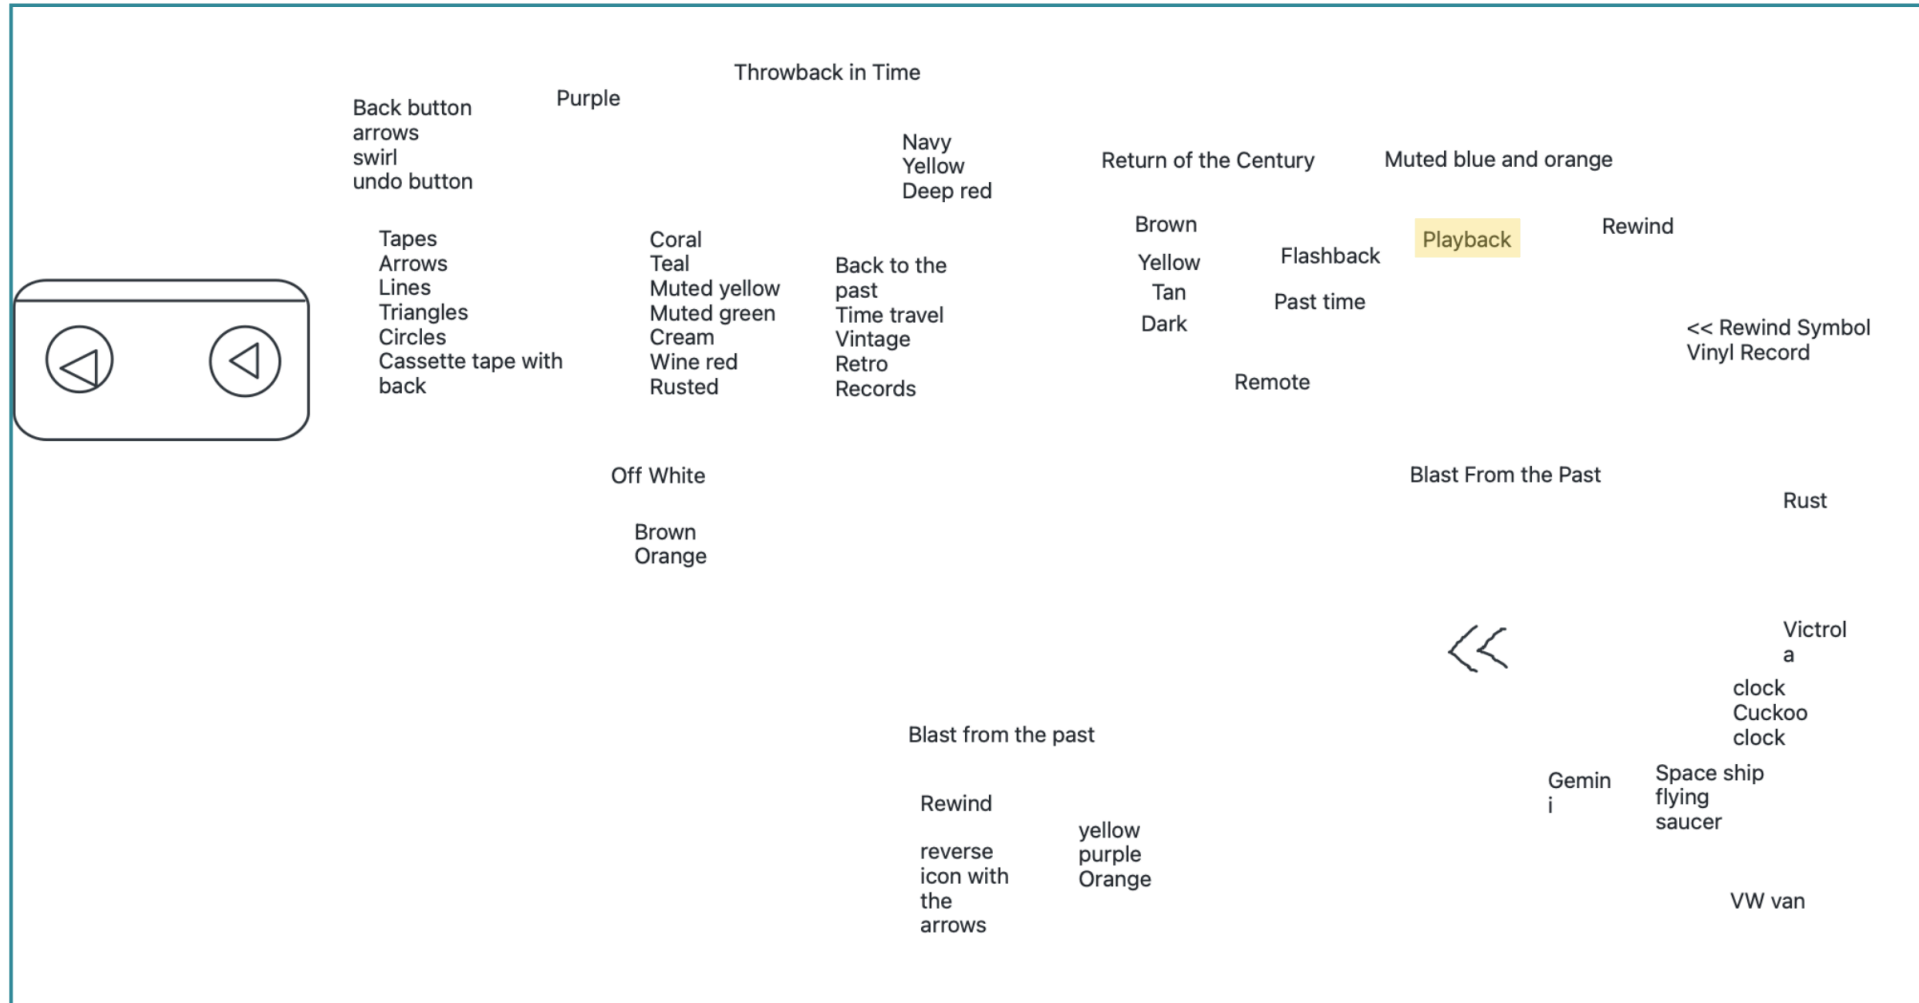 Throwback in Time
Purple
Back button
arrows
swirl
undo button
Navy
Yellow
Deep red
Return of the Century
Muted blue and orange
Tapes
Arrows
Lines
Triangles
Circles
Cassette tape with
back
Coral
Teal
Muted yellow
Muted green
Cream
Wine red
Rusted
Back to the
past
Time travel
Vintage
Retro
Records
Brown
Yellow
Tan
Dark
Flashback
Past time
Playback
Rewind
<< Rewind Symbol
Vinyl Record
Remote
Off White
Brown
Orange
Blast From the Past
Rust
Victrol
a
clock
Cuckoo
clock
Blast from the past
Rewind
reverse
icon with
the
arrows
yellow
purple
Orange
Gemin
i
Space ship
flying
saucer
VW van